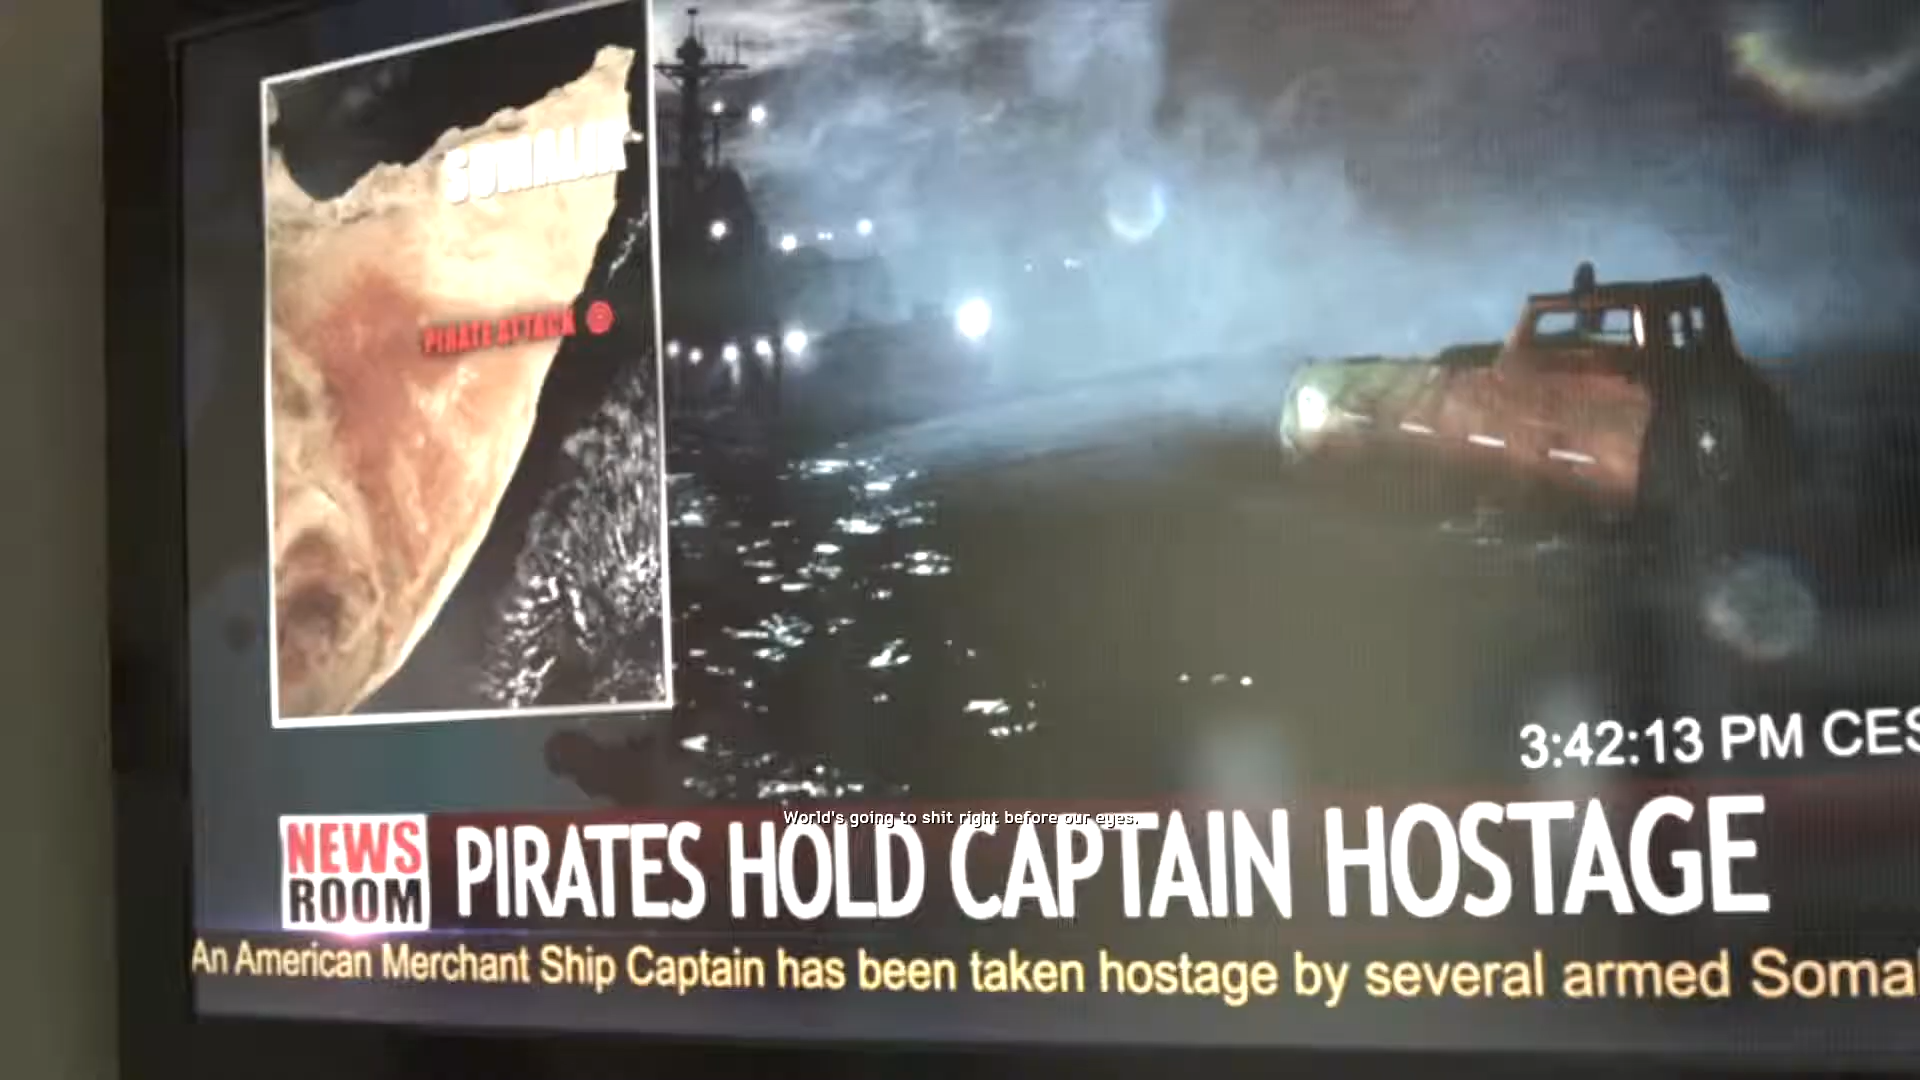 SOMALIA
PIRATE ATTACK
3:42:13 PM CES
World's going to shit right before our eyes.
NEWS
ROOM
PIRATES HOLD CAPTAIN HOSTAGE
An American Merchant Ship Captain has been taken hostage by several armed Somal